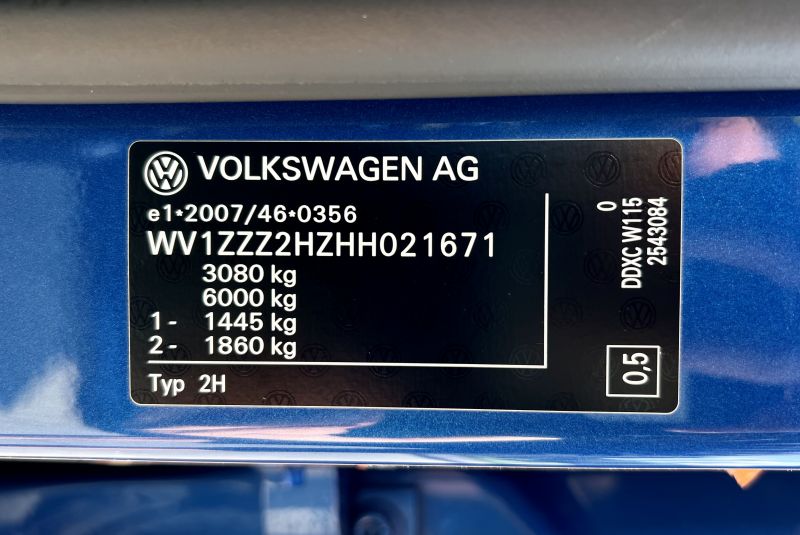 VOLKSWAGEN AG
e1*2007/46*0356
WV1ZZZ2HZHH021671
3080 kg
6000 kg
1- 1445 kg
2- 1860 kg
Typ 2H
0
DDXC W115
2543084
0,5